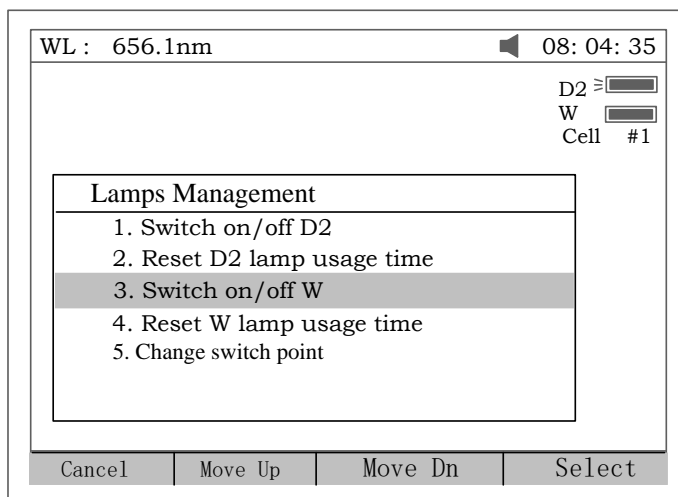 WL : 656.1nm 08: 04: 35
D2
W
Cell #1
Lamps Management
1. Switch on/off D2
2. Reset D2 lamp usage time
3. Switch on/off W
4. Reset W lamp usage time
5. Change switch point
Cancel Move Up Move Dn Select